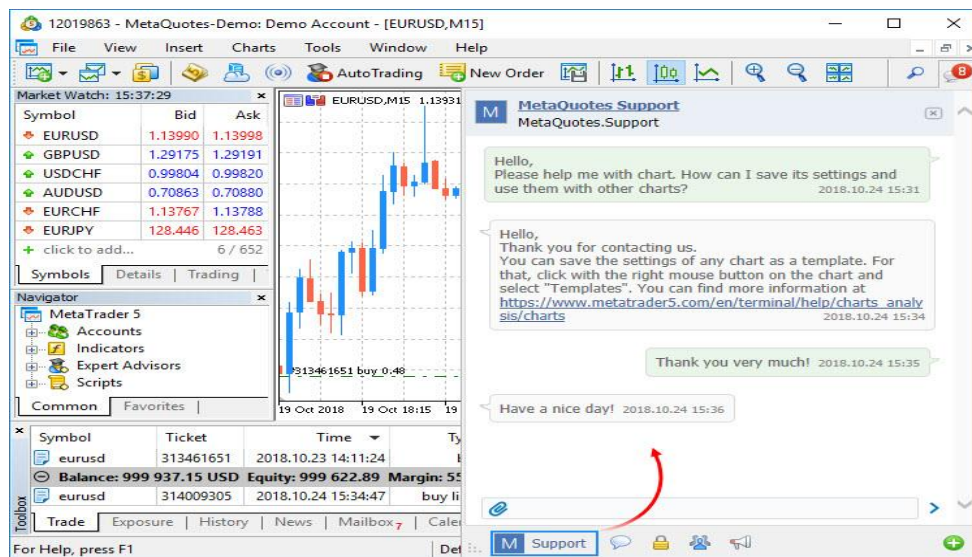 12019863 - MetaQuotes-Demo: Demo Account - [EURUSD,M15]
File View Insert Charts Tools Window Help
AutoTrading New Order 8
Market Watch: 15:37:29
Symbol Bid Ask
EURUSD 1.13990 1.13998
GBPUSD 1.29175 1.29191
USDCHF 0.99804 0.99820
AUDUSD 0.70863 0.70880
EURCHF 1.13767 1.13788
EURJPY 128.446 128.463
click to add... 6 / 652
Symbols Details Trading
Navigator
MetaTrader 5
Accounts
Indicators
Expert Advisors
Scripts
Common Favorites
EURUSD,M15 1.13931
#313461651 buy 0.48
19 Oct 2018 19 Oct 18:15 19
M MetaQuotes Support
MetaQuotes.Support
Hello,
Please help me with chart. How can I save its settings and
use them with other charts? 2018.10.24 15:31
Hello,
Thank you for contacting us.
You can save the settings of any chart as a template. For
that, click with the right mouse button on the chart and
select "Templates". You can find more information at
https://www.metatrader5.com/en/terminal/help/charts_analy
sis/charts 2018.10.24 15:34
Thank you very much! 2018.10.24 15:35
Have a nice day! 2018.10.24 15:36
Symbol Ticket Time Ty
eurusd 313461651 2018.10.23 14:11:24
Balance: 999 937.15 USD Equity: 999 622.89 Margin: 55
eurusd 314009305 2018.10.24 15:34:47 buy li
Toolbox
Trade Exposure History News Mailbox 7 Cale
M Support
For Help, press F1 Def